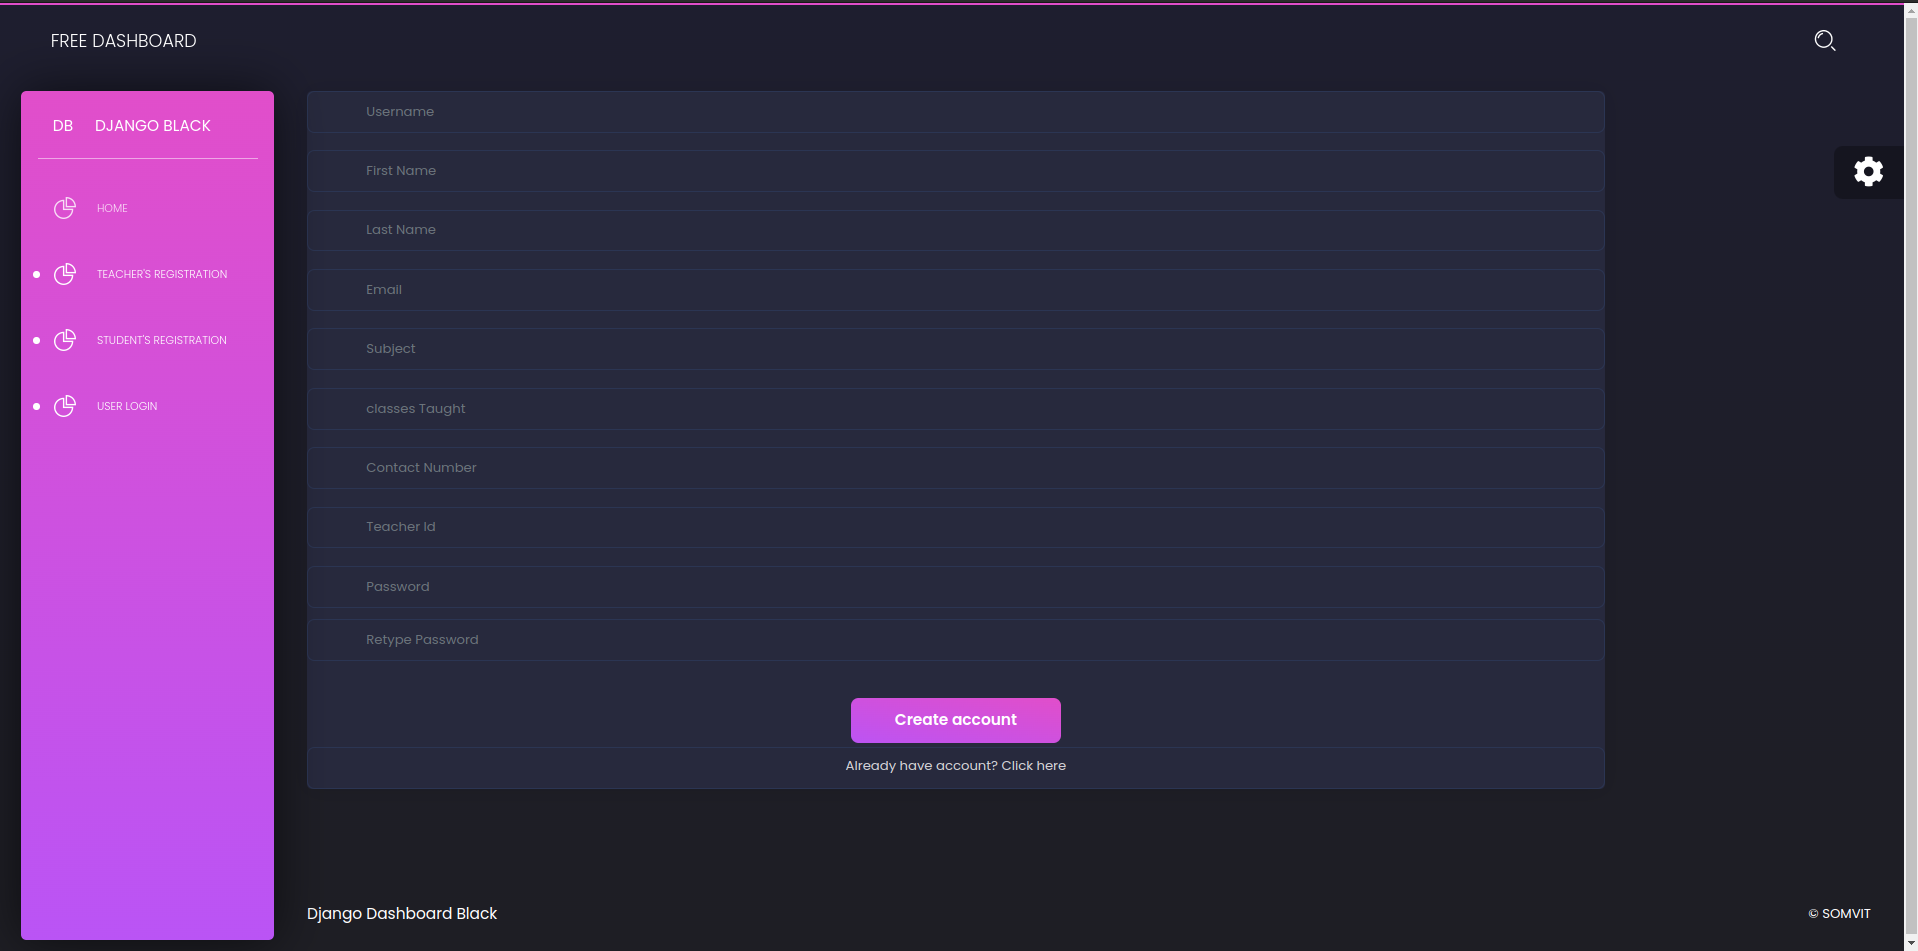 FREE DASHBOARD
DB DJANGO BLACK
HOME
TEACHER'S REGISTRATION
STUDENT'S REGISTRATION
USER LOGIN
Username
First Name
Last Name
Email
Subject
classes Taught
Contact Number
Teacher Id
Password
Retype Password
Create account
Already have account? Click here
Django Dashboard Black
© SOMVIT